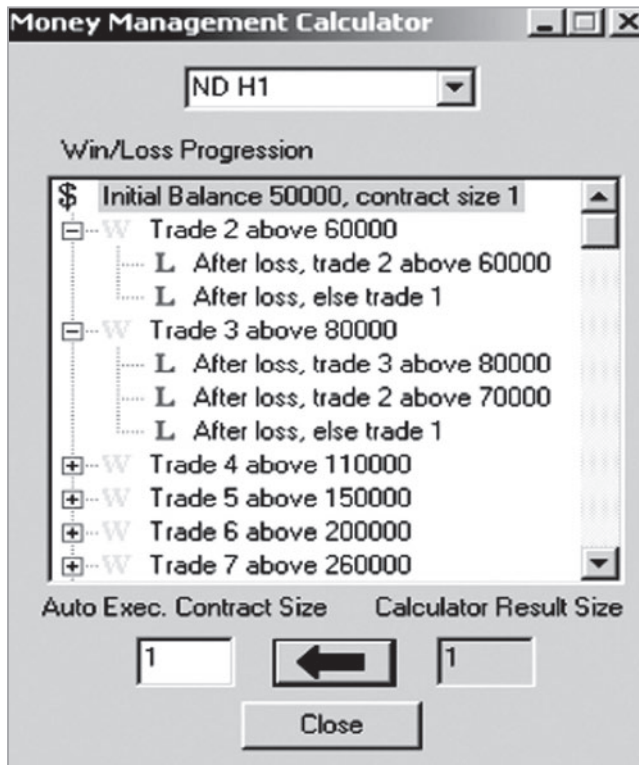 Money Management Calculator
ND H1
Win/Loss Progression
$ Initial Balance 50000, contract size 1
W Trade 2 above 60000
L After loss, trade 2 above 60000
L After loss, else trade 1
W Trade 3 above 80000
L After loss, trade 3 above 80000
L After loss, trade 2 above 70000
L After loss, else trade 1
W Trade 4 above 110000
W Trade 5 above 150000
W Trade 6 above 200000
W Trade 7 above 260000
Auto Exec. Contract Size Calculator Result Size
1 1
Close